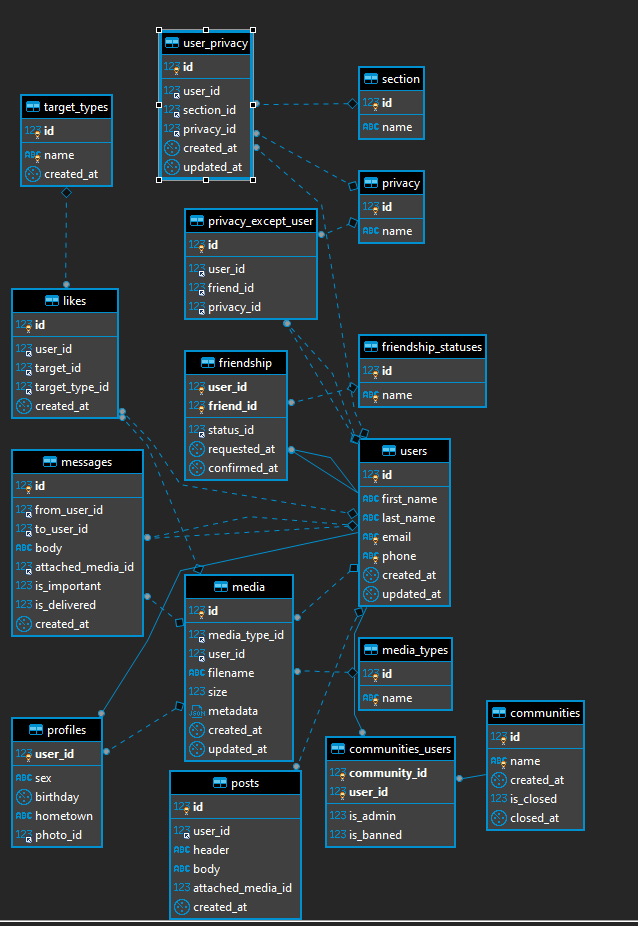 user_privacy
id
user_id
section_id
privacy_id
created_at
updated_at
section
id
name
target_types
id
name
created_at
privacy
id
name
privacy_except_user
id
user_id
friend_id
privacy_id
likes
id
user_id
target_id
target_type_id
created_at
friendship_statuses
id
name
friendship
user_id
friend_id
status_id
requested_at
confirmed_at
users
id
first_name
last_name
email
phone
created_at
updated_at
messages
id
from_user_id
to_user_id
body
attached_media_id
is_important
is_delivered
created_at
media
id
media_type_id
user_id
filename
size
metadata
created_at
updated_at
media_types
id
name
communities
id
name
created_at
is_closed
closed_at
profiles
user_id
sex
birthday
hometown
photo_id
communities_users
community_id
user_id
is_admin
is_banned
posts
id
user_id
header
body
attached_media_id
created_at